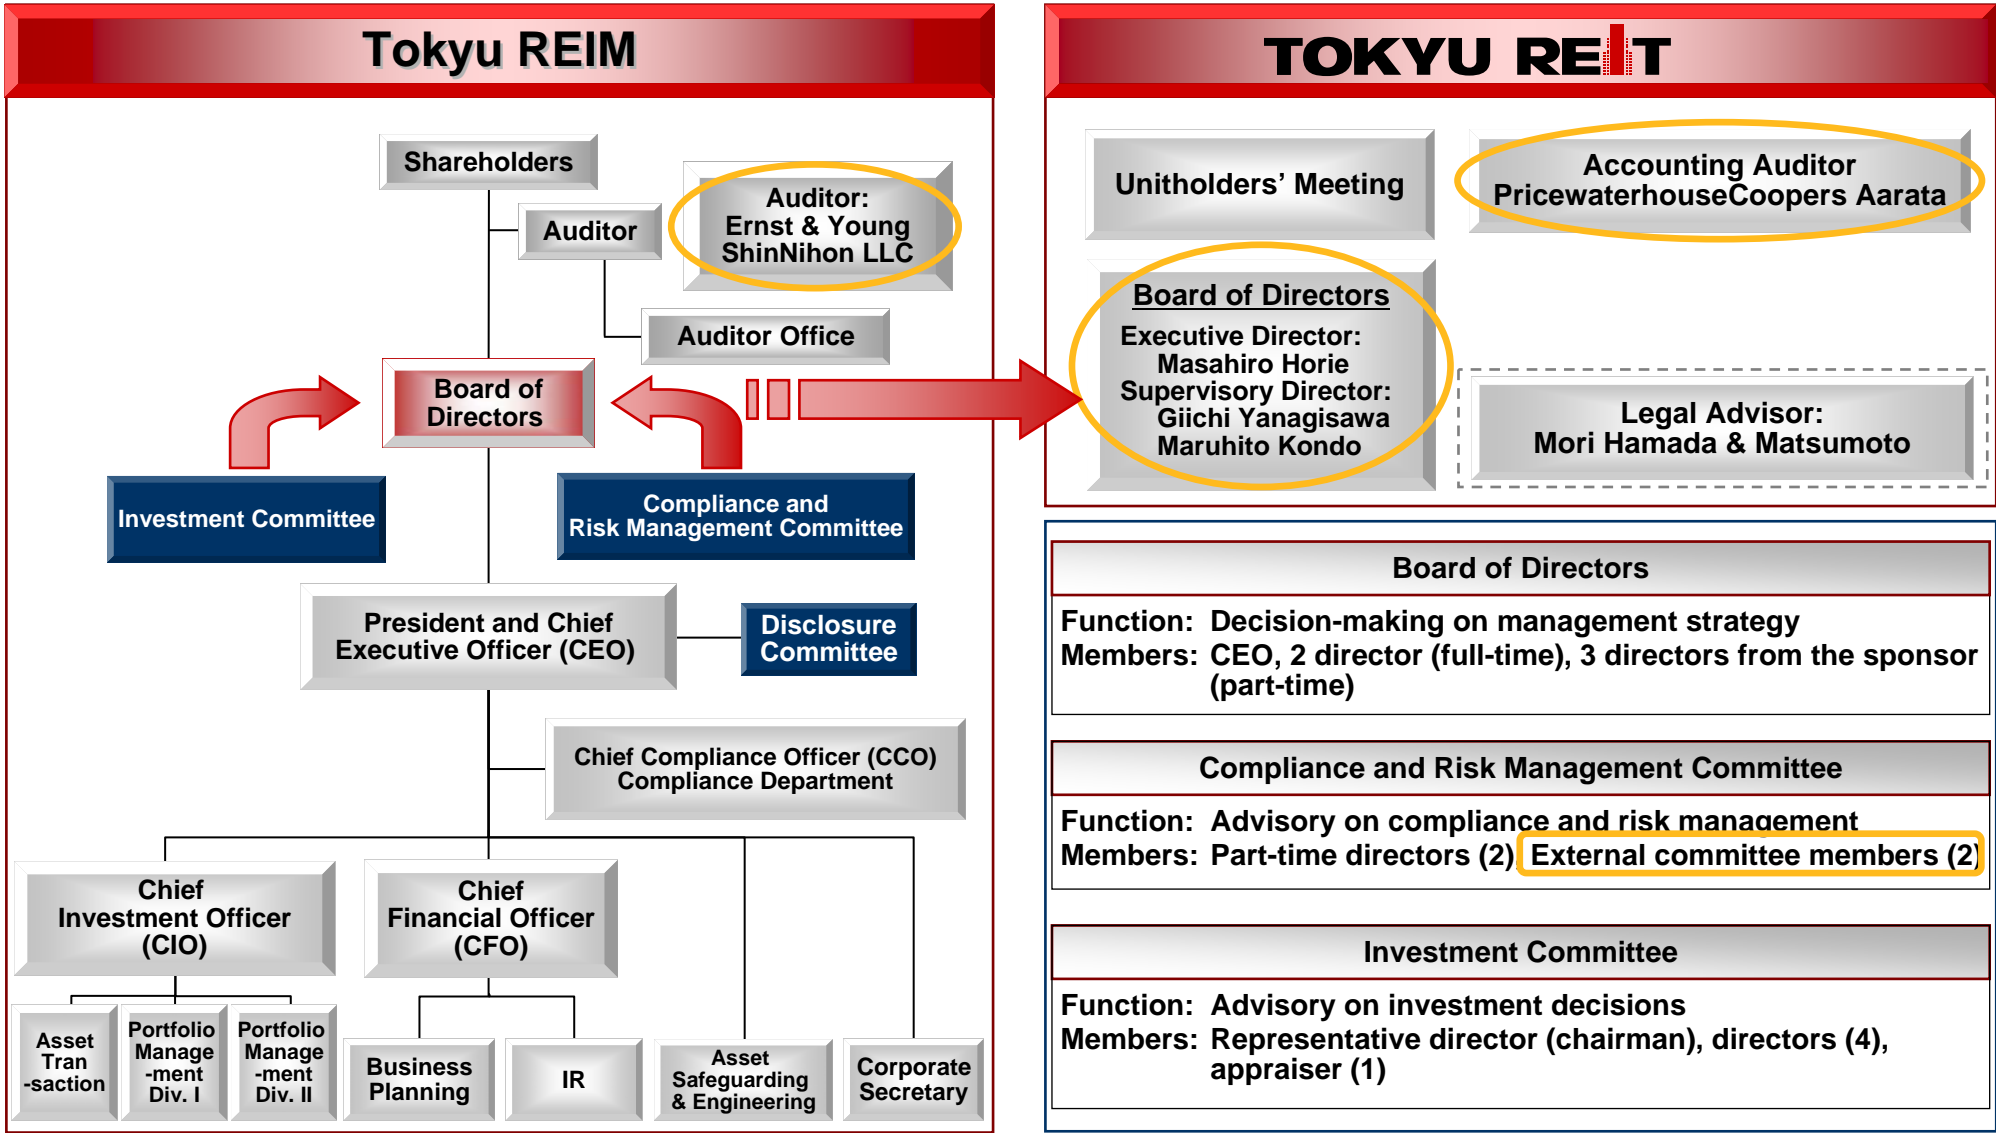 Tokyu REIM
Shareholders
Auditor
Auditor:
Ernst & Young
ShinNihon LLC
Auditor Office
Board of
Directors
Investment Committee
Compliance and
Risk Management Committee
President and Chief
Executive Officer (CEO)
Disclosure
Committee
Chief Compliance Officer (CCO)
Compliance Department
Chief
Investment Officer
(CIO)
Chief
Financial Officer
(CFO)
Asset
Tran
-saction
Portfolio
Manage
-ment
Div. I
Portfolio
Manage
-ment
Div. II
Business
Planning
IR
Asset
Safeguarding
& Engineering
Corporate
Secretary
TOKYU REIT
Unitholders’ Meeting
Accounting Auditor
PricewaterhouseCoopers Aarata
Board of Directors
Executive Director:
Masahiro Horie
Supervisory Director:
Giichi Yanagisawa
Maruhito Kondo
Legal Advisor:
Mori Hamada & Matsumoto
Board of Directors
Function: Decision-making on management strategy
Members: CEO, 2 director (full-time), 3 directors from the sponsor
(part-time)
Compliance and Risk Management Committee
Function: Advisory on compliance and risk management
Members: Part-time directors (2), External committee members (2)
Investment Committee
Function: Advisory on investment decisions
Members: Representative director (chairman), directors (4),
appraiser (1)